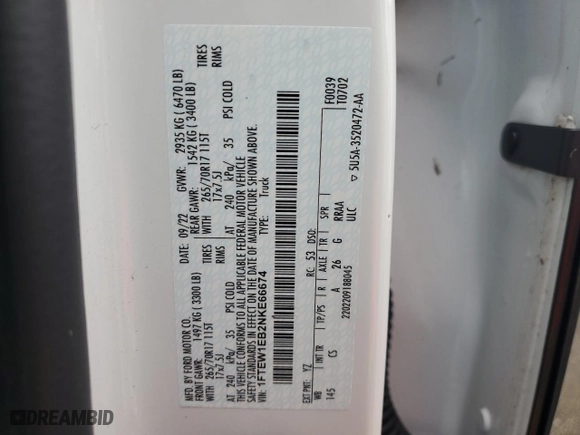 MFD. BY FORD MOTOR CO.
DATE: 09/22 GVWR: 2935 KG ( 6470 LB)
FRONT GAWR: 1497 KG ( 3300 LB) REAR GAWR: 1542 KG ( 3400 LB)
265/70R17 115T TIRES WITH 265/70R17 115T TIRES
17x7.5J RIMS 17x7.5J RIMS
AT 240 kPa/ 35 PSI COLD AT 240 kPa/ 35 PSI COLD
THIS VEHICLE CONFORMS TO ALL APPLICABLE FEDERAL MOTOR VEHICLE
SAFETY STANDARDS IN EFFECT ON THE DATE OF MANUFACTURE SHOWN ABOVE.
VIN: 1FTEW1EB2NKE66674 TYPE: Truck
F0039
T0702
EXT PNT: YZ RC: 53 DSO:
WB INT TR TP/PS R AXLE TR SPR
145 CS A 26 G RRAA
ULC
2202209188045
▽ 5U5A-3520472-AA
DREAMBID